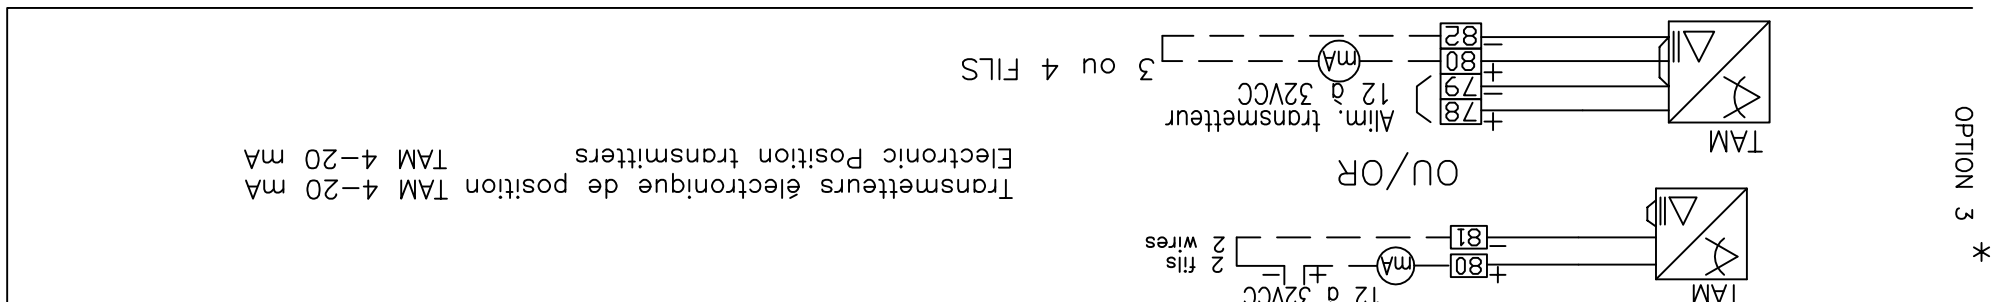 OPTION 3 *
TAM
12 à 32VCC
+ 80 mA + −
− 81
2 fils
2 wires
OU/OR
Transmetteurs électronique de position TAM 4−20 mA
Electronic Position transmitters TAM 4−20 mA
TAM
+ 78
− 79
+ 80 mA
− 82
Alim. transmetteur
12 à 32VCC
3 ou 4 FILS